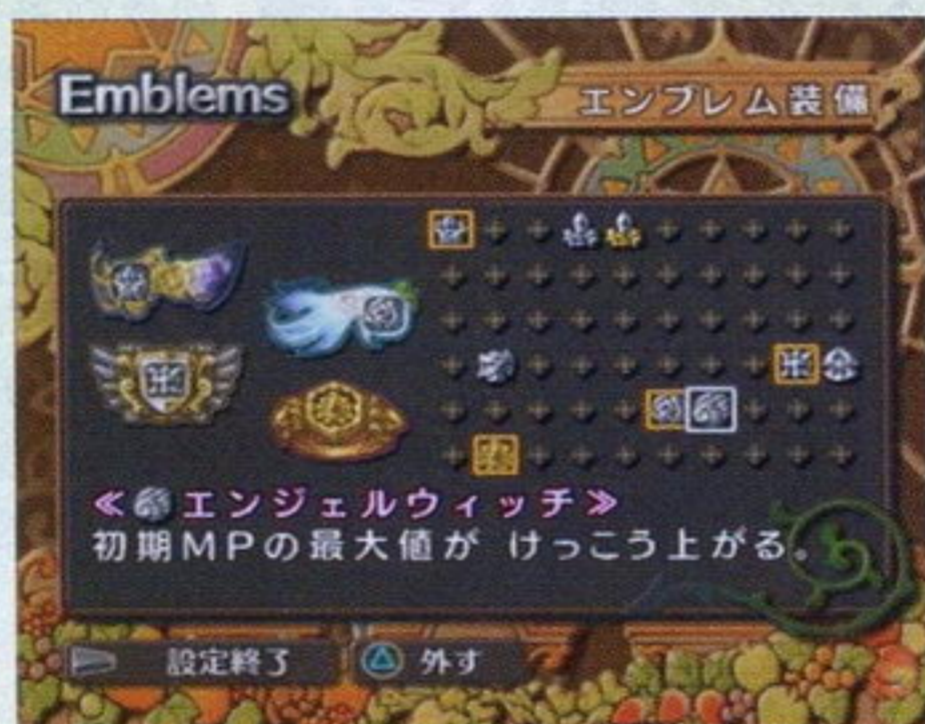 Emblems
エンブレム装備
≪エンジェルウィッチ≫
初期MPの最大値が けっこう上がる。
設定終了
外す